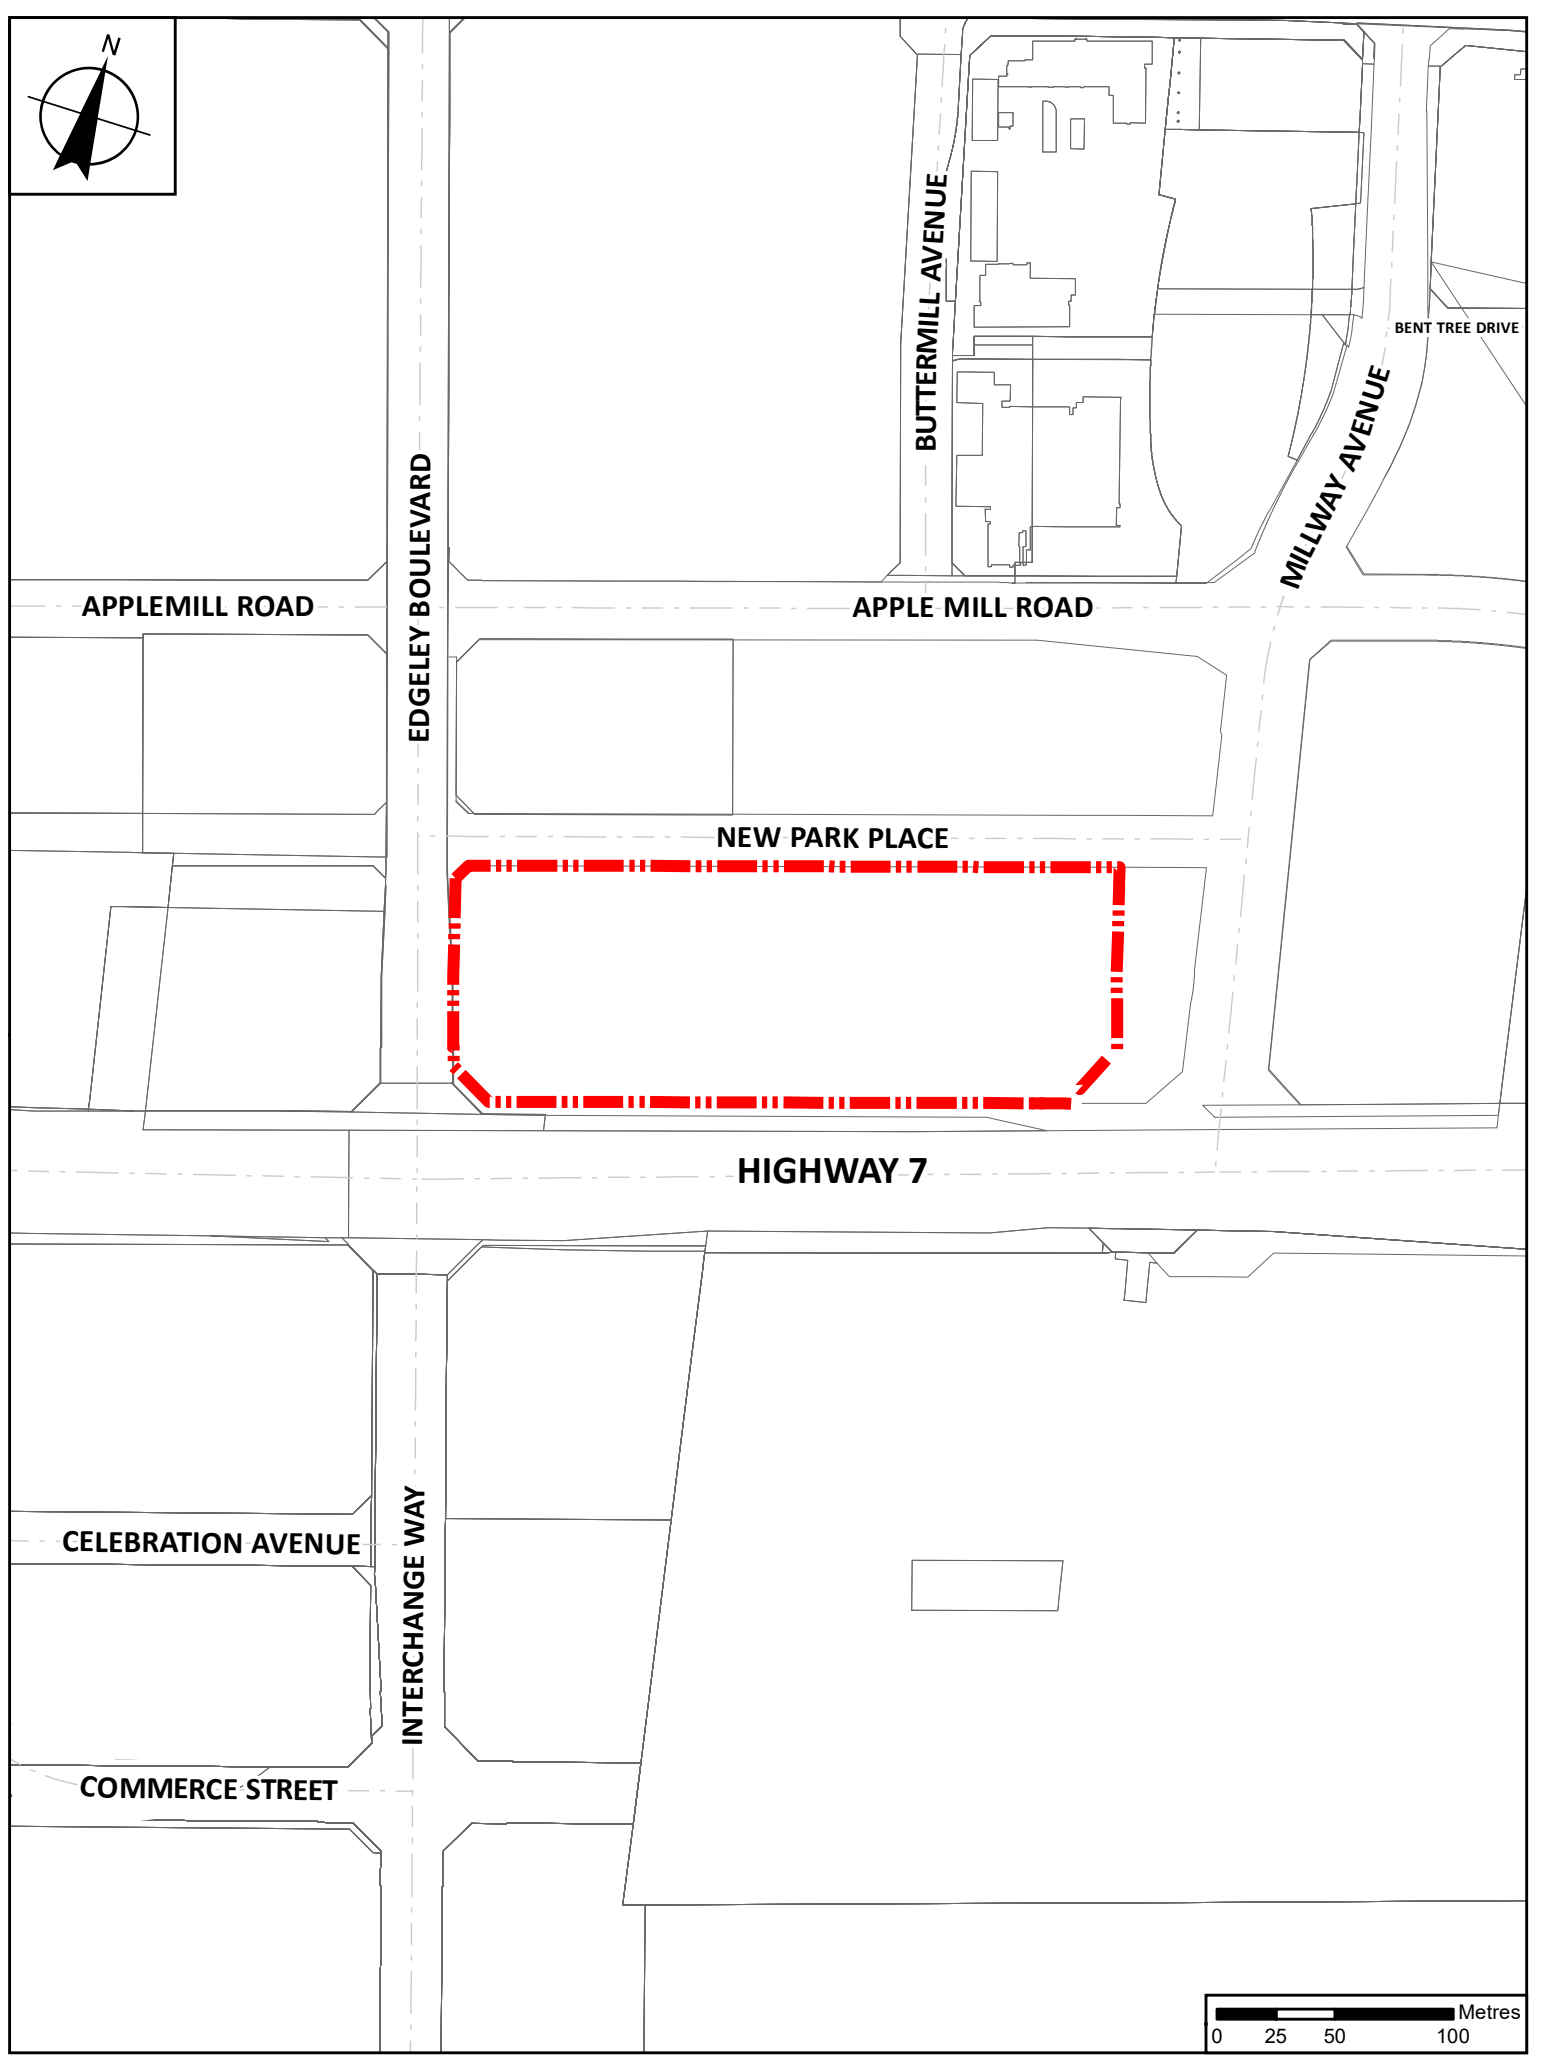 N
BUTTERMILL AVENUE
BENT TREE DRIVE
MILLWAY AVENUE
EDGELEY BOULEVARD
APPLEMILL ROAD
APPLE MILL ROAD
NEW PARK PLACE
HIGHWAY 7
CELEBRATION AVENUE
INTERCHANGE WAY
COMMERCE STREET
Metres
0 25 50 100